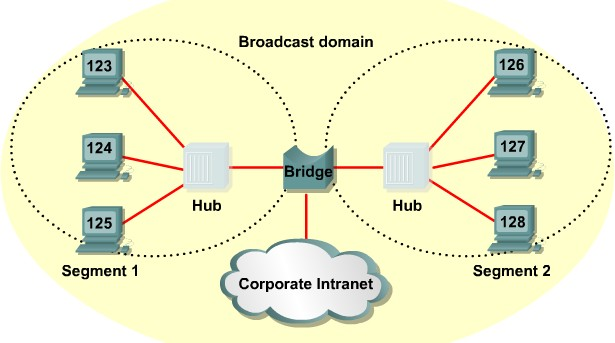 Broadcast domain
123
124
125
Hub
Segment 1
Bridge
Corporate Intranet
126
127
128
Hub
Segment 2